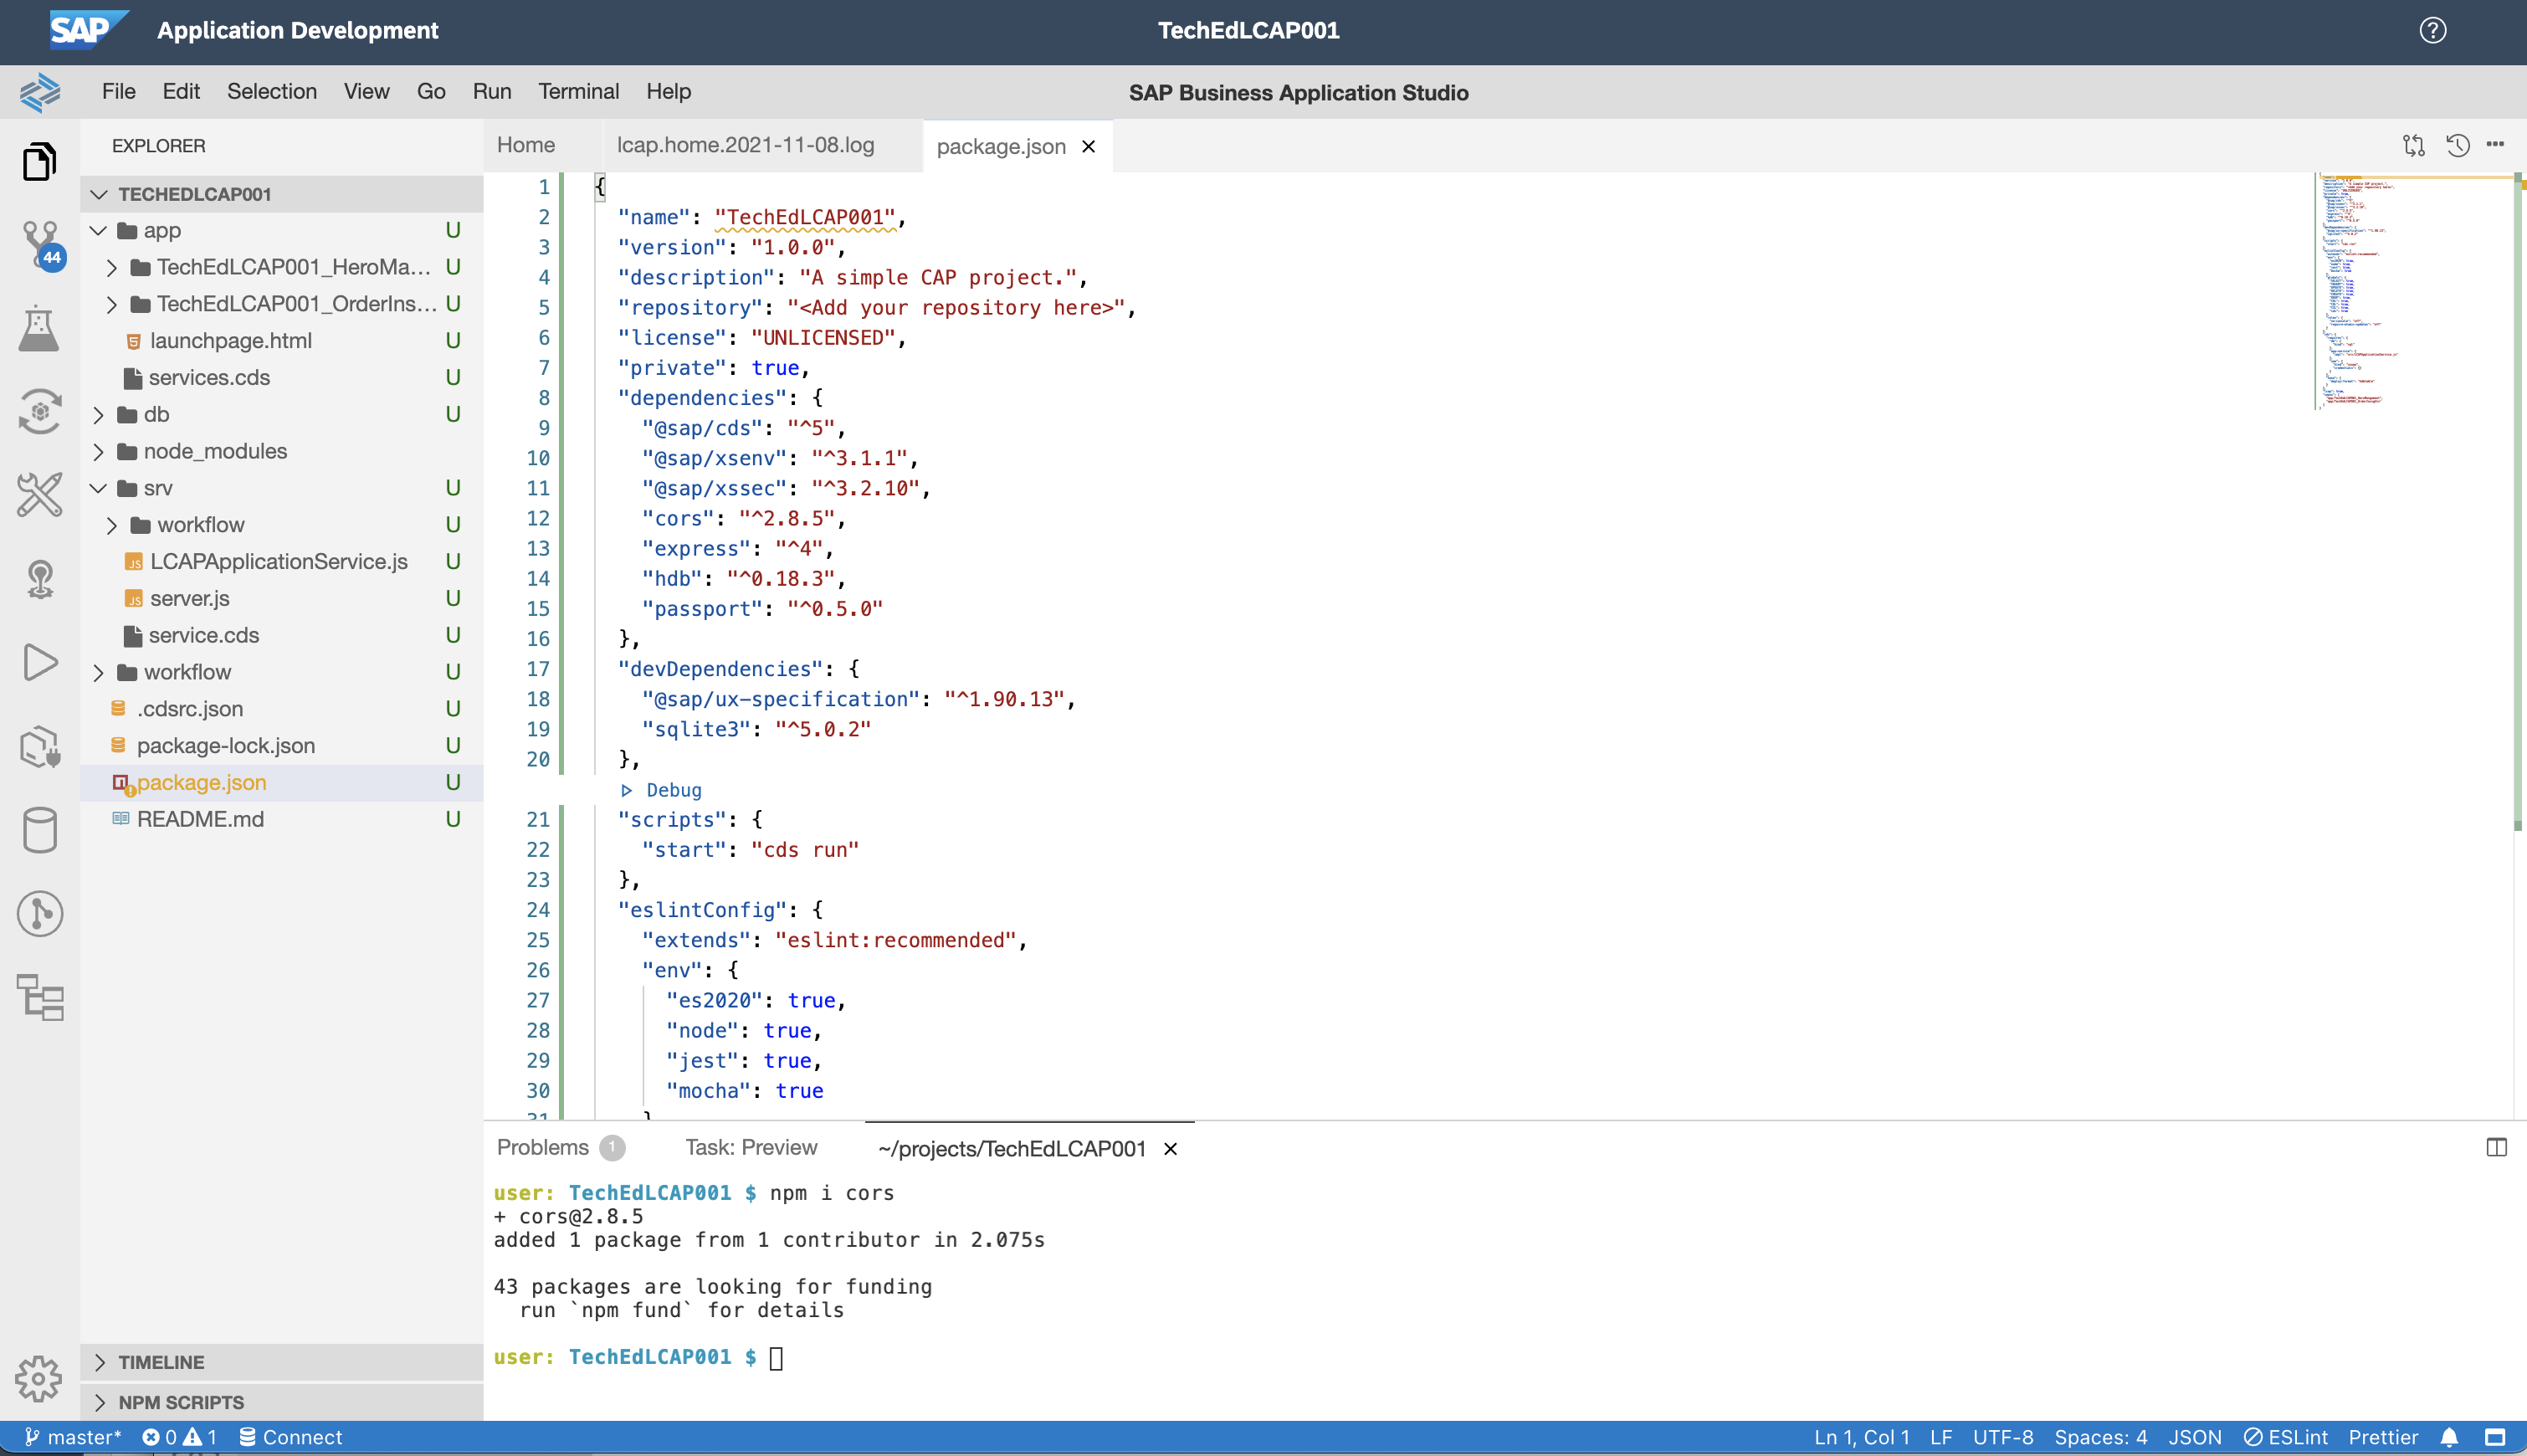 SAP Application Development TechEdLCAP001 ?
File Edit Selection View Go Run Terminal Help SAP Business Application Studio
EXPLORER
TECHEDLCAP001
app U
TechEdLCAP001_HeroMa... U
TechEdLCAP001_OrderIns... U
launchpage.html U
services.cds U
db U
node_modules
srv U
workflow U
LCAPApplicationService.js U
server.js U
service.cds U
workflow U
.cdsrc.json U
package-lock.json U
package.json U
README.md U
TIMELINE
NPM SCRIPTS
44
Home lcap.home.2021-11-08.log package.json ×
1 {
2 "name": "TechEdLCAP001",
3 "version": "1.0.0",
4 "description": "A simple CAP project.",
5 "repository": "<Add your repository here>",
6 "license": "UNLICENSED",
7 "private": true,
8 "dependencies": {
9 "@sap/cds": "^5",
10 "@sap/xsenv": "^3.1.1",
11 "@sap/xssec": "^3.2.10",
12 "cors": "^2.8.5",
13 "express": "^4",
14 "hdb": "^0.18.3",
15 "passport": "^0.5.0"
16 },
17 "devDependencies": {
18 "@sap/ux-specification": "^1.90.13",
19 "sqlite3": "^5.0.2"
20 },
Debug
21 "scripts": {
22 "start": "cds run"
23 },
24 "eslintConfig": {
25 "extends": "eslint:recommended",
26 "env": {
27 "es2020": true,
28 "node": true,
29 "jest": true,
30 "mocha": true
31 }
Problems 1 Task: Preview ~/projects/TechEdLCAP001 ×
user: TechEdLCAP001 $ npm i cors
+ cors@2.8.5
added 1 package from 1 contributor in 2.075s
43 packages are looking for funding
run `npm fund` for details
user: TechEdLCAP001 $
master* 0 1 Connect Ln 1, Col 1 LF UTF-8 Spaces: 4 JSON ESLint Prettier